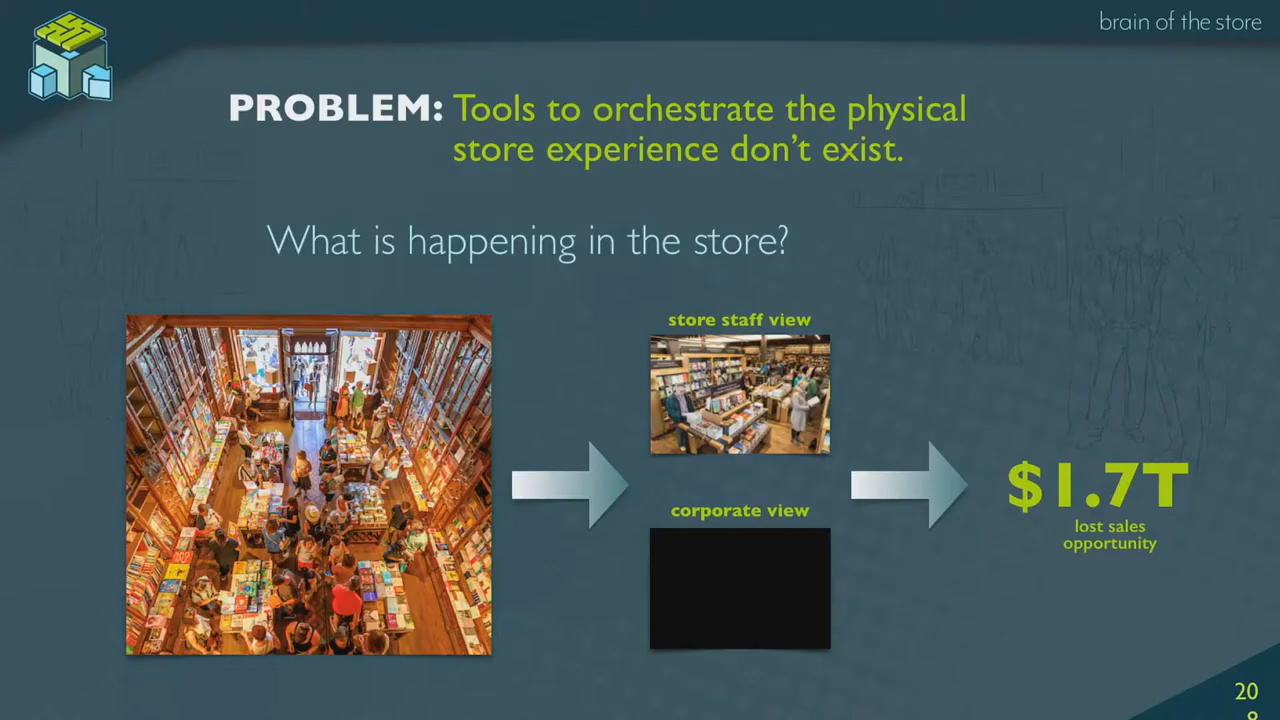 brain of the store
PROBLEM: Tools to orchestrate the physical
store experience don't exist.
What is happening in the store?
store staff view
corporate view
$1.7T
lost sales
opportunity
20